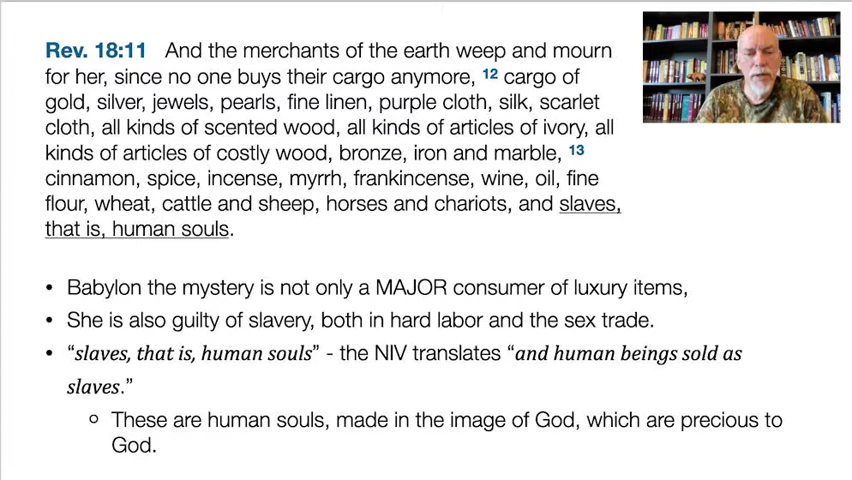 Rev. 18:11 And the merchants of the earth weep and mourn
for her, since no one buys their cargo anymore, 12 cargo of
gold, silver, jewels, pearls, fine linen, purple cloth, silk, scarlet
cloth, all kinds of scented wood, all kinds of articles of ivory, all
kinds of articles of costly wood, bronze, iron and marble, 13
cinnamon, spice, incense, myrrh, frankincense, wine, oil, fine
flour, wheat, cattle and sheep, horses and chariots, and slaves,
that is, human souls.
• Babylon the mystery is not only a MAJOR consumer of luxury items,
• She is also guilty of slavery, both in hard labor and the sex trade.
• “slaves, that is, human souls” - the NIV translates “and human beings sold as
slaves.”
○ These are human souls, made in the image of God, which are precious to
God.